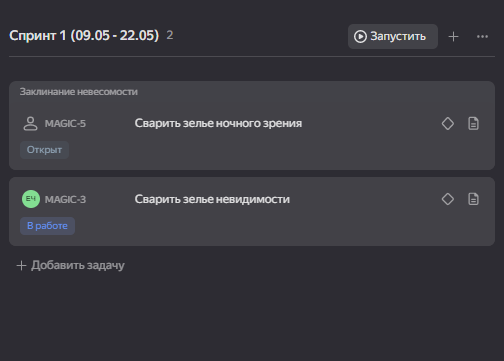 Спринт 1 (09.05 - 22.05) 2 Запустить
Заклинание невесомости
MAGIC-5 Сварить зелье ночного зрения
Открыт
ЕЧ MAGIC-3 Сварить зелье невидимости
В работе
Добавить задачу